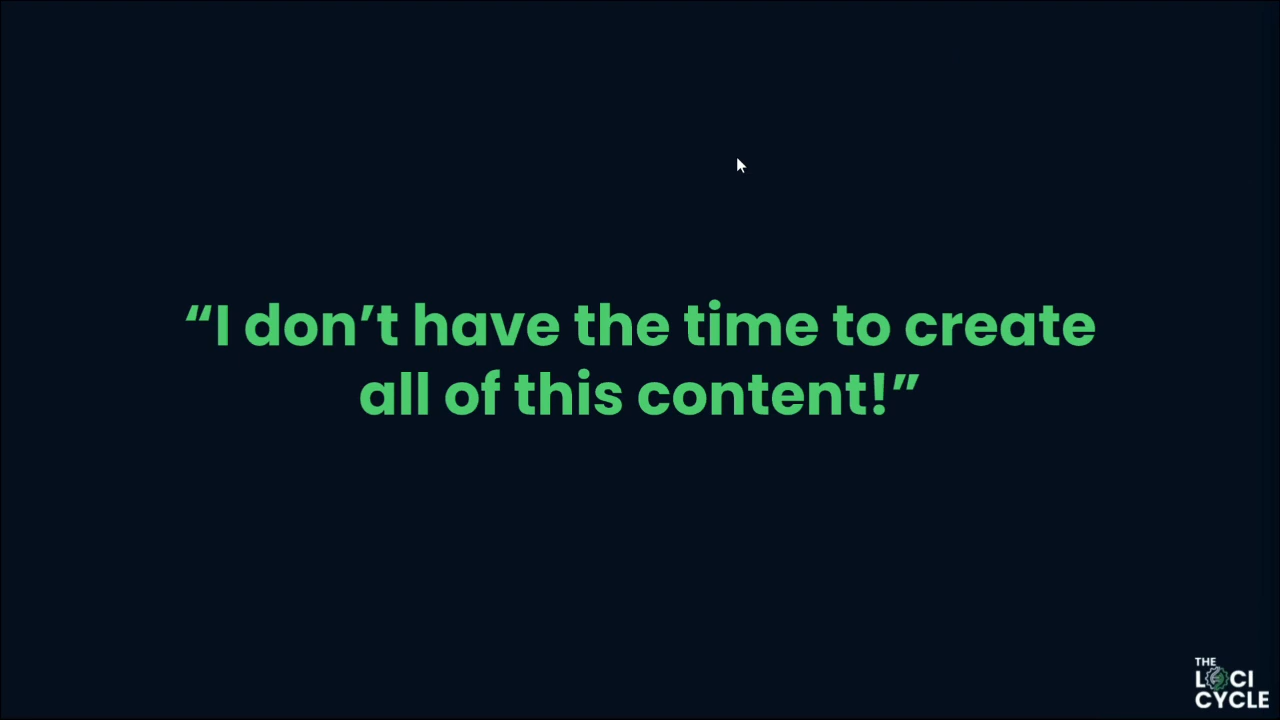 “I don’t have the time to create
all of this content!”
THE
LOCI
CYCLE